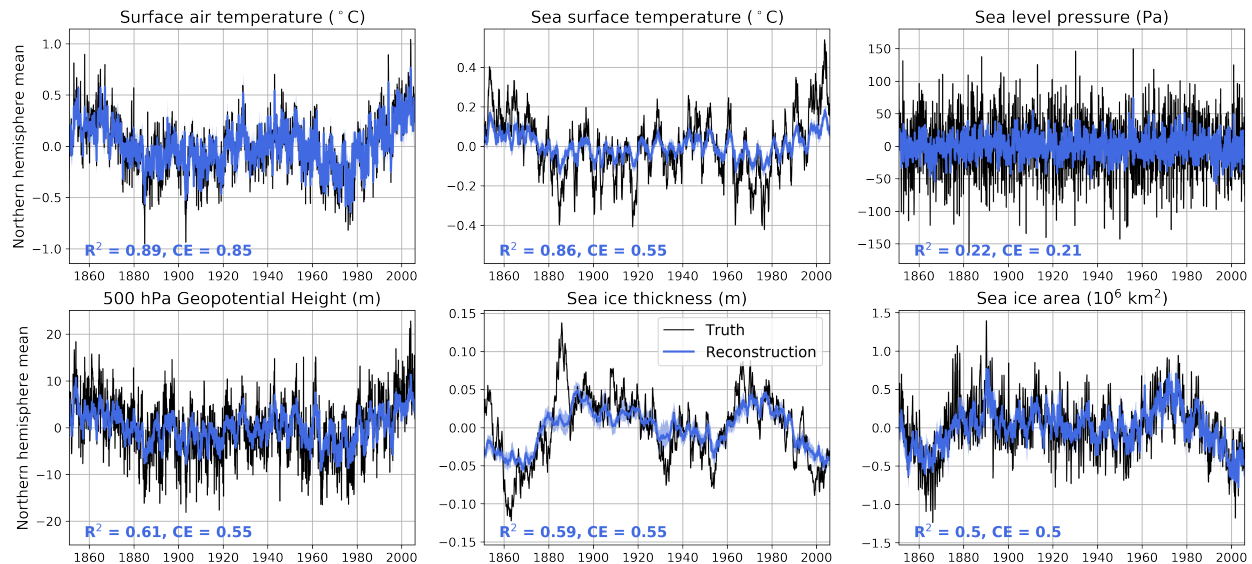 Surface air temperature (°C)
Sea surface temperature (°C)
Sea level pressure (Pa)
Northern hemisphere mean
1.0
0.5
0.0
−0.5
−1.0
R² = 0.89, CE = 0.85
1860 1880 1900 1920 1940 1960 1980 2000
0.4
0.2
0.0
−0.2
−0.4
R² = 0.86, CE = 0.55
1860 1880 1900 1920 1940 1960 1980 2000
150
100
50
0
−50
−100
−150
R² = 0.22, CE = 0.21
1860 1880 1900 1920 1940 1960 1980 2000
500 hPa Geopotential Height (m)
Sea ice thickness (m)
Sea ice area (10⁶ km²)
Northern hemisphere mean
20
10
0
−10
−20
R² = 0.61, CE = 0.55
1860 1880 1900 1920 1940 1960 1980 2000
0.15
0.10
0.05
0.00
−0.05
−0.10
−0.15
Truth
Reconstruction
R² = 0.59, CE = 0.55
1860 1880 1900 1920 1940 1960 1980 2000
1.5
1.0
0.5
0.0
−0.5
−1.0
−1.5
R² = 0.5, CE = 0.5
1860 1880 1900 1920 1940 1960 1980 2000